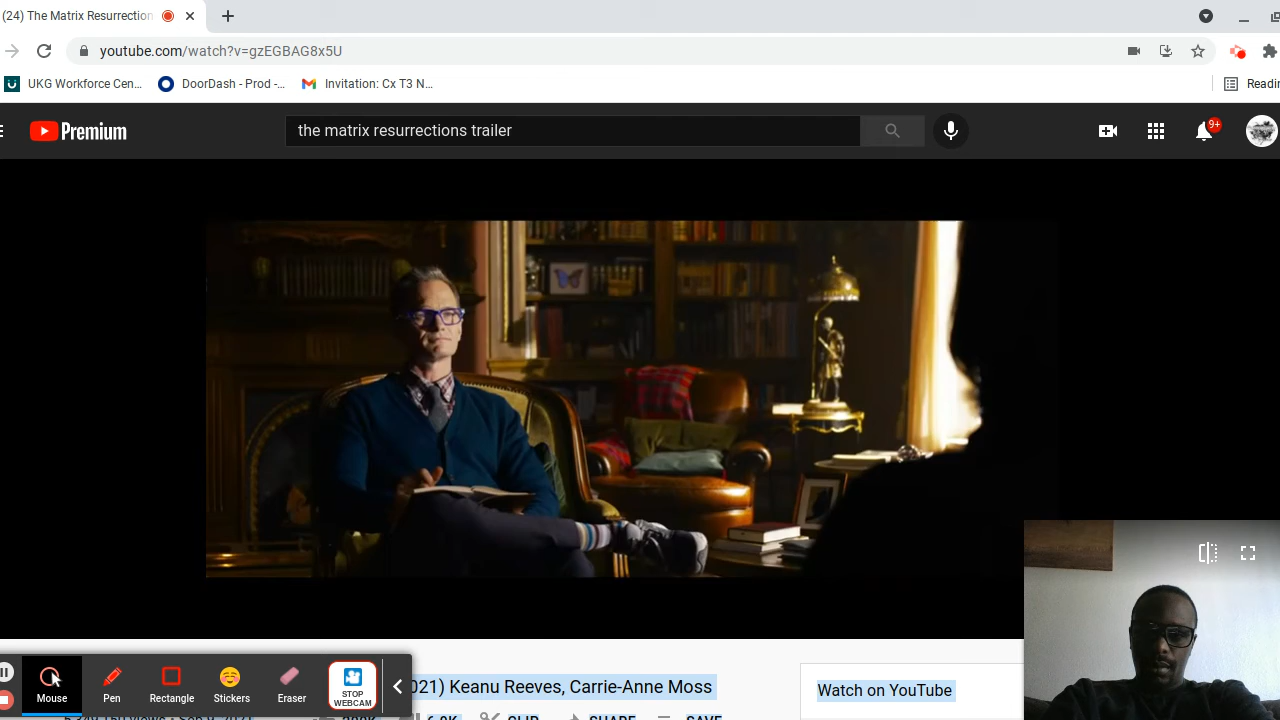 (24) The Matrix Resurrection
youtube.com/watch?v=gzEGBAG8x5U
UKG Workforce Cen... DoorDash - Prod -... Invitation: Cx T3 N... Readin
Premium the matrix resurrections trailer 9+
021) Keanu Reeves, Carrie-Anne Moss
Watch on YouTube
Mouse Pen Rectangle Stickers Eraser STOP WEBCAM
CLIP SHARE SAVE